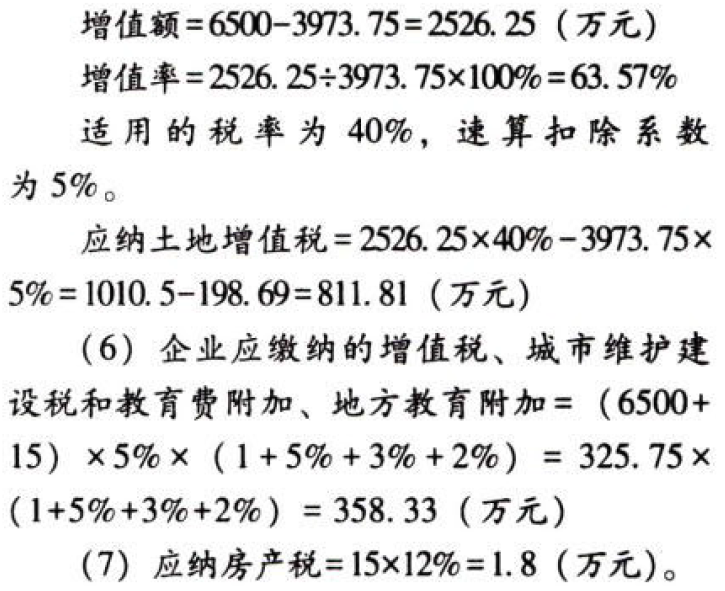 增值额=6500-3973.75=2526.25（万元）
增值率=2526.25÷3973.75×100%=63.57%
适用的税率为 40%，速算扣除系数
为 5%。
应纳土地增值税=2526.25×40%-3973.75×
5%=1010.5-198.69=811.81（万元）
（6）企业应缴纳的增值税、城市维护建
设税和教育费附加、地方教育附加=（6500+
15）×5%×（1+5%+3%+2%）=325.75×
（1+5%+3%+2%）=358.33（万元）
（7）应纳房产税=15×12%=1.8（万元）。